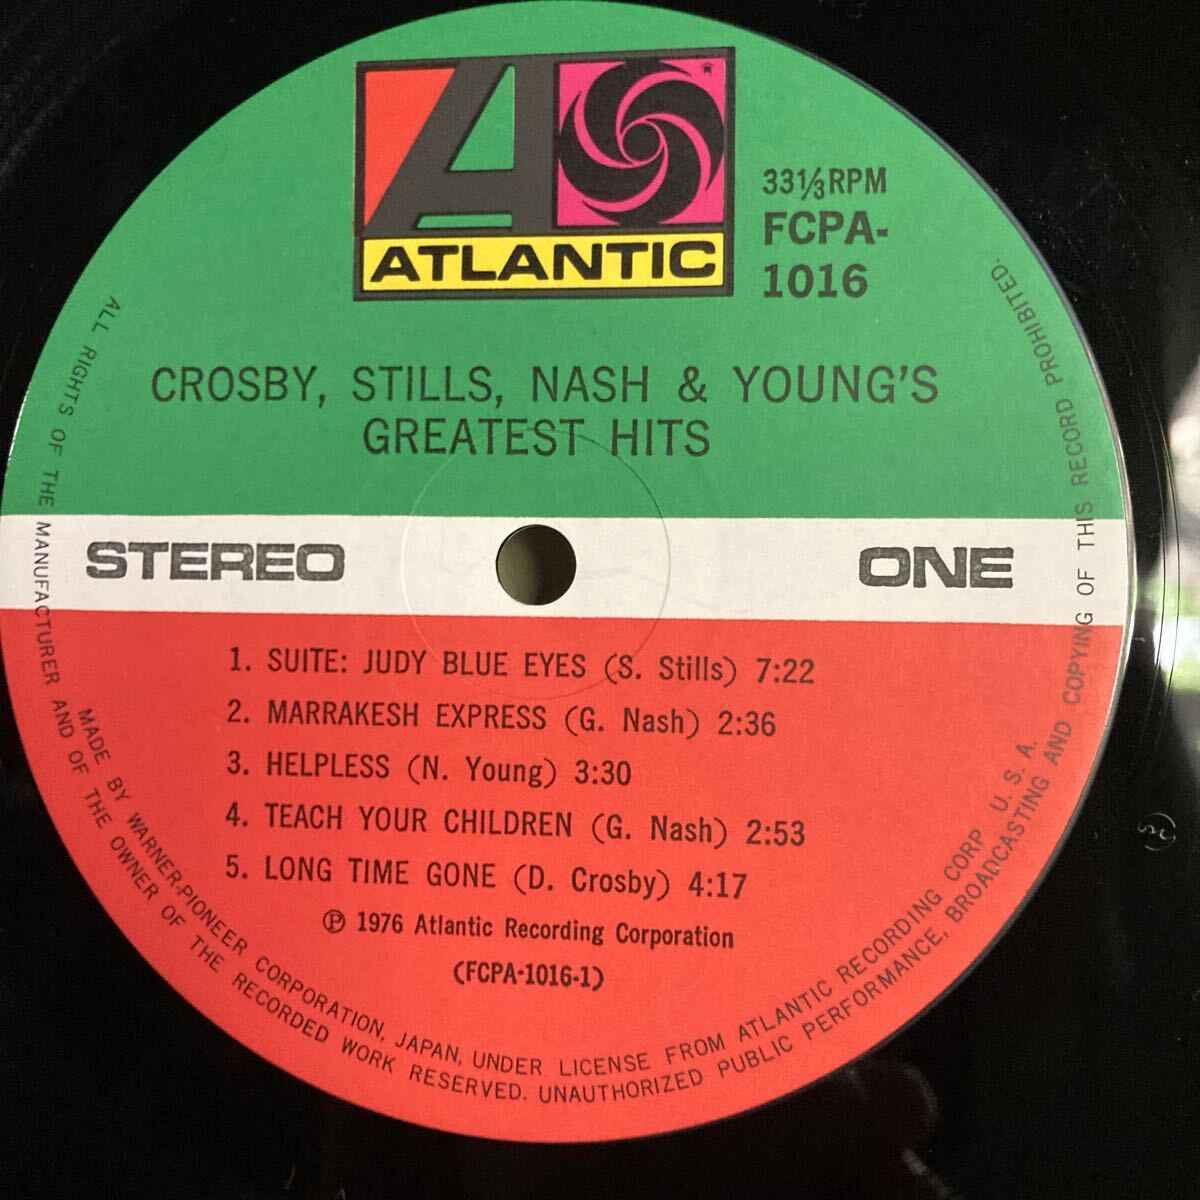 ATLANTIC
®
33⅓ RPM
FCPA-
1016
CROSBY, STILLS, NASH & YOUNG'S
GREATEST HITS
STEREO
ONE
1. SUITE: JUDY BLUE EYES (S. Stills) 7:22
2. MARRAKESH EXPRESS (G. Nash) 2:36
3. HELPLESS (N. Young) 3:30
4. TEACH YOUR CHILDREN (G. Nash) 2:53
5. LONG TIME GONE (D. Crosby) 4:17
℗ 1976 Atlantic Recording Corporation
(FCPA-1016-1)
MADE BY WARNER-PIONEER CORPORATION, JAPAN, UNDER LICENSE FROM ATLANTIC RECORDING CORP U. S. A.
ALL RIGHTS OF THE MANUFACTURER AND OF THE OWNER OF THE RECORDED WORK RESERVED. UNAUTHORIZED PUBLIC PERFORMANCE, BROADCASTING AND COPYING OF THIS RECORD PROHIBITED.